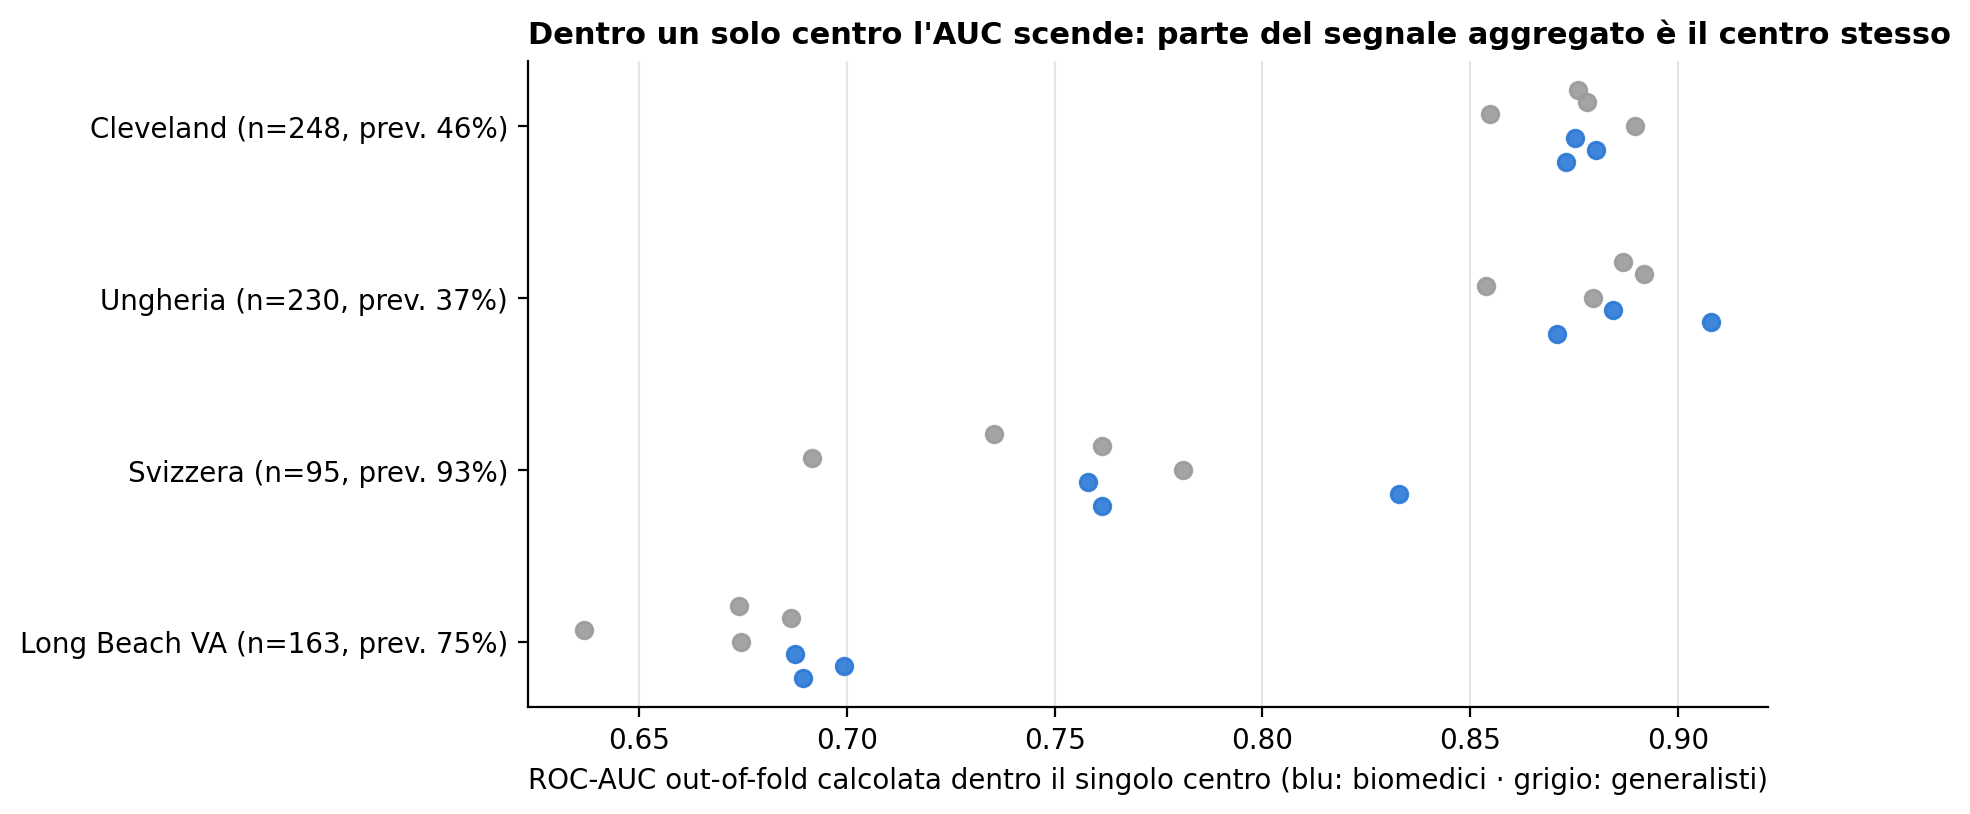 Dentro un solo centro l'AUC scende: parte del segnale aggregato è il centro stesso
Cleveland (n=248, prev. 46%)
Ungheria (n=230, prev. 37%)
Svizzera (n=95, prev. 93%)
Long Beach VA (n=163, prev. 75%)
0.65 0.70 0.75 0.80 0.85 0.90
ROC-AUC out-of-fold calcolata dentro il singolo centro (blu: biomedici · grigio: generalisti)